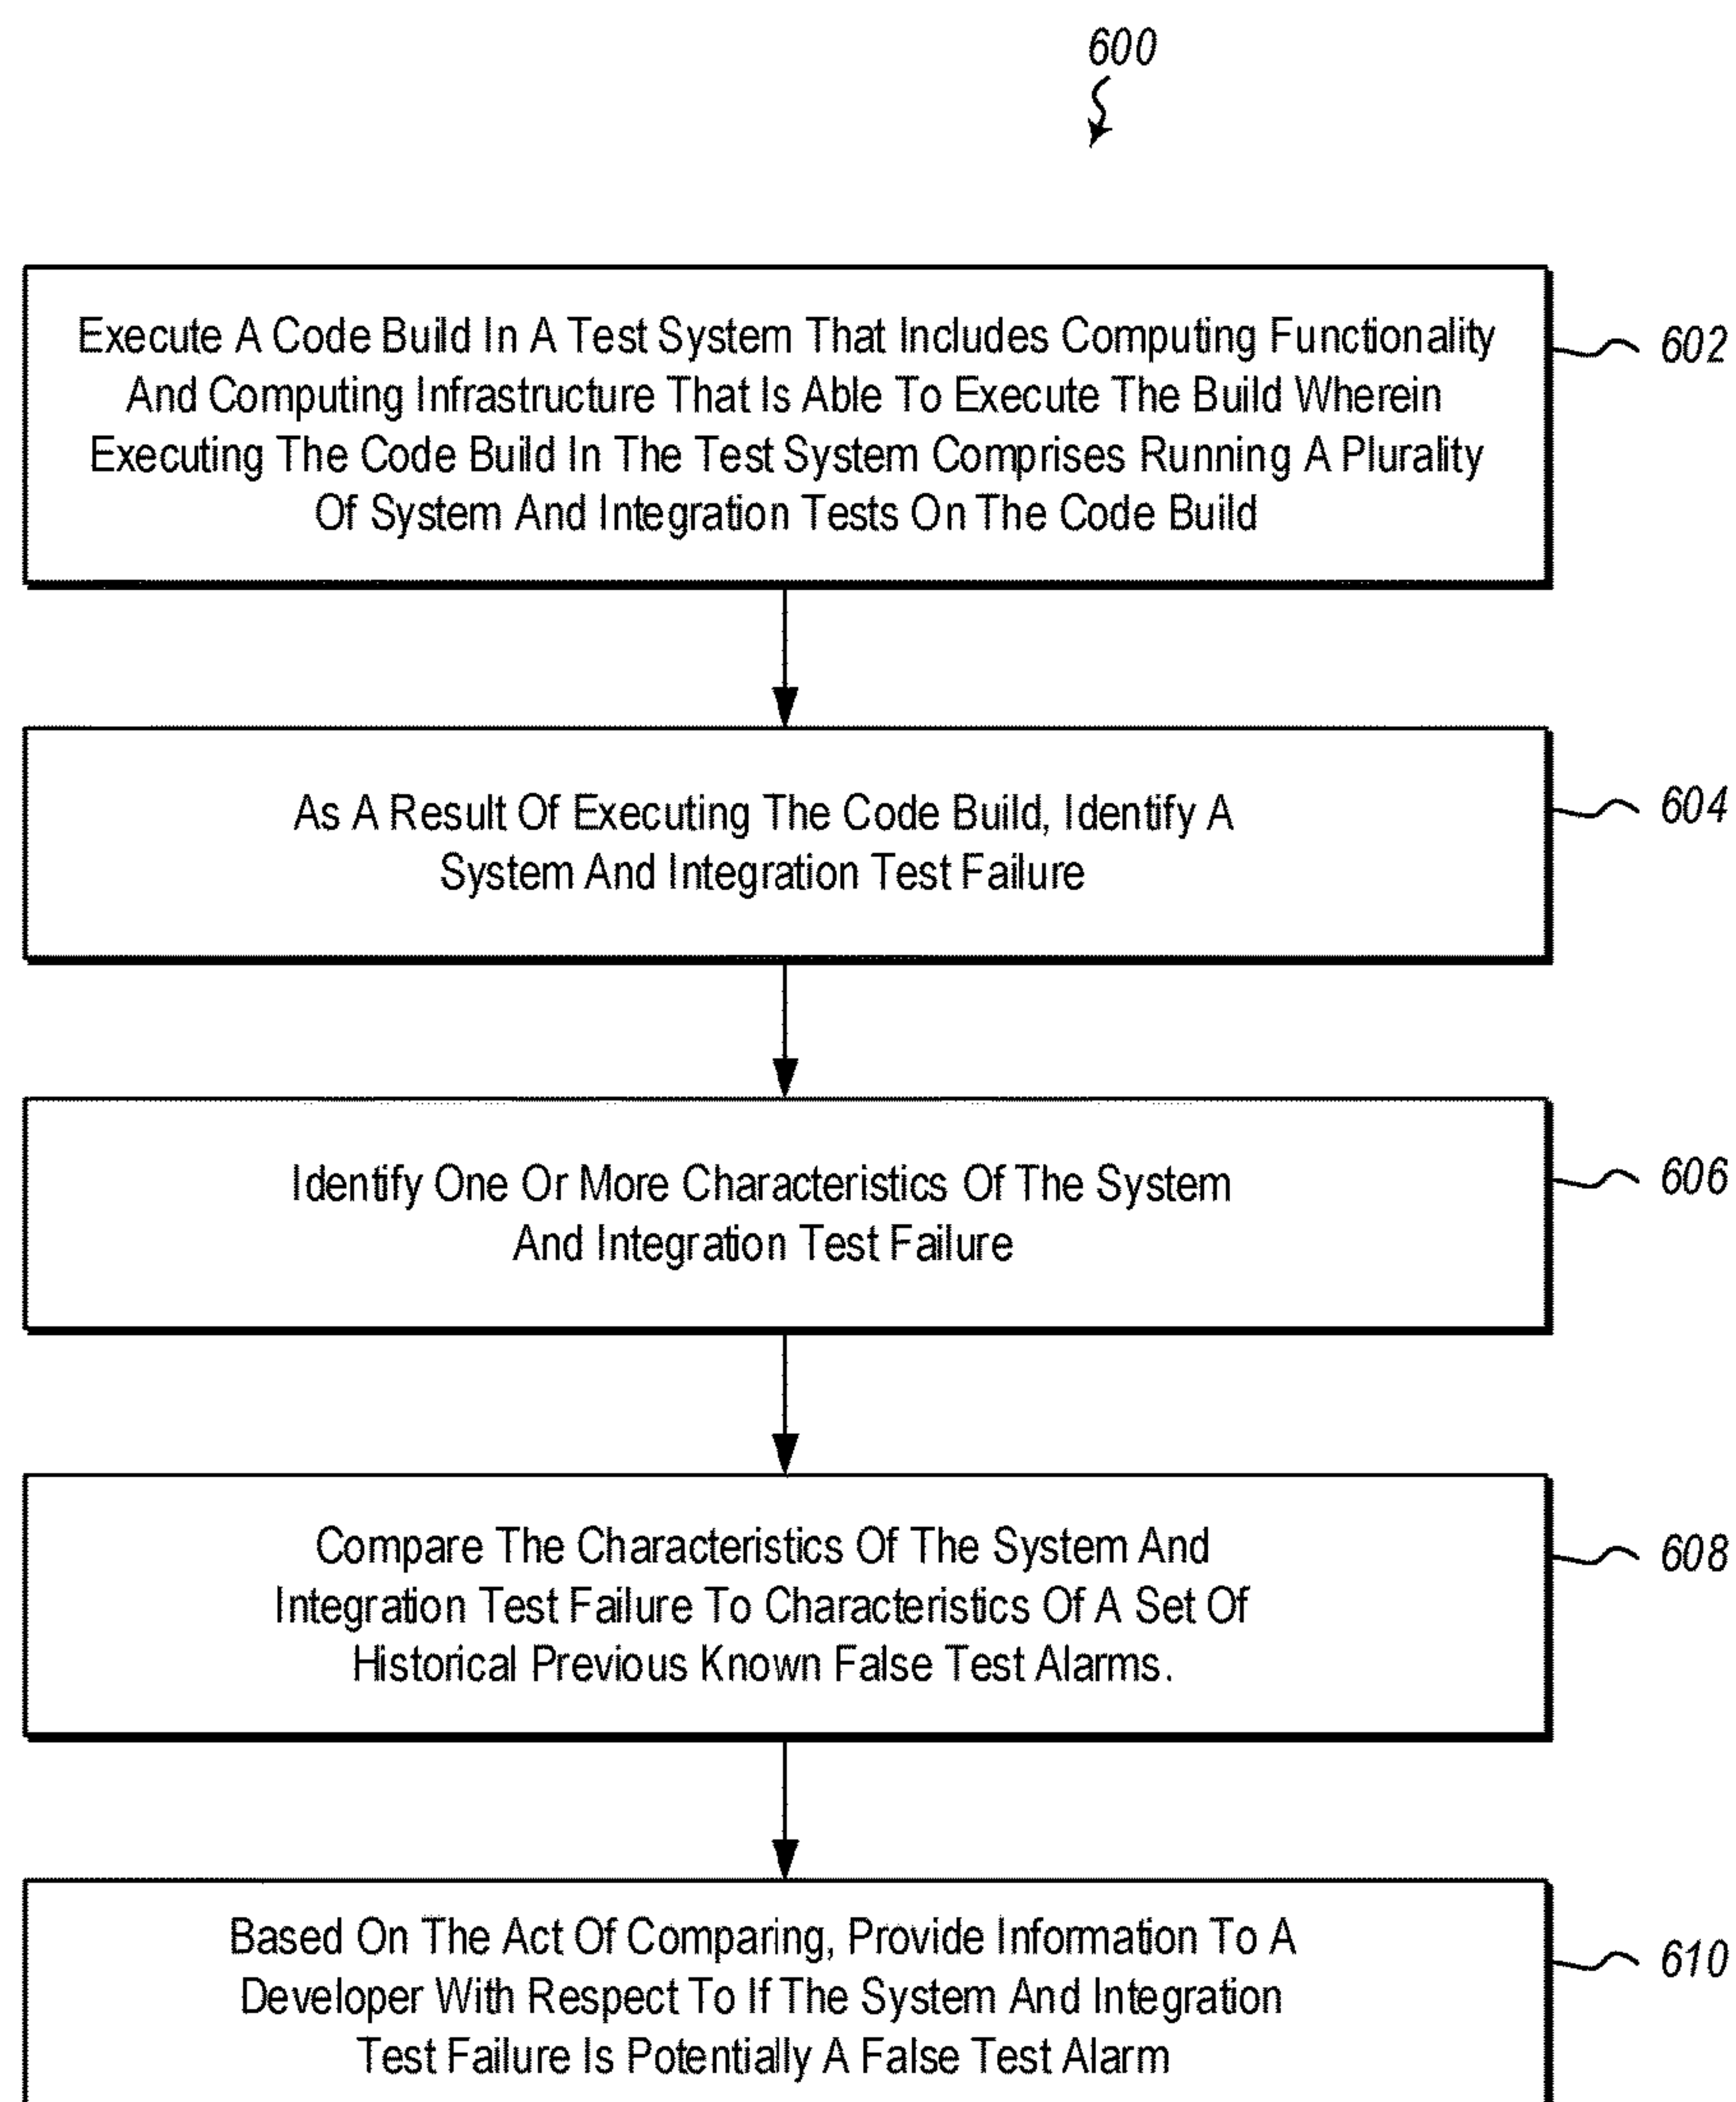 600
Execute A Code Build In A Test System That Includes Computing Functionality
And Computing Infrastructure That Is Able To Execute The Build Wherein
Executing The Code Build In The Test System Comprises Running A Plurality
Of System And Integration Tests On The Code Build
602
As A Result Of Executing The Code Build, Identify A
System And Integration Test Failure
604
Identify One Or More Characteristics Of The System
And Integration Test Failure
606
Compare The Characteristics Of The System And
Integration Test Failure To Characteristics Of A Set Of
Historical Previous Known False Test Alarms.
608
Based On The Act Of Comparing, Provide Information To A
Developer With Respect To If The System And Integration
Test Failure Is Potentially A False Test Alarm
610